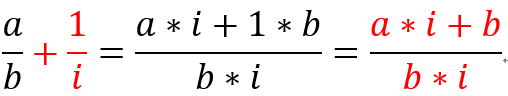 a/b + 1/i = (a * i + 1 * b)/(b * i) = (a * i + b)/(b * i)